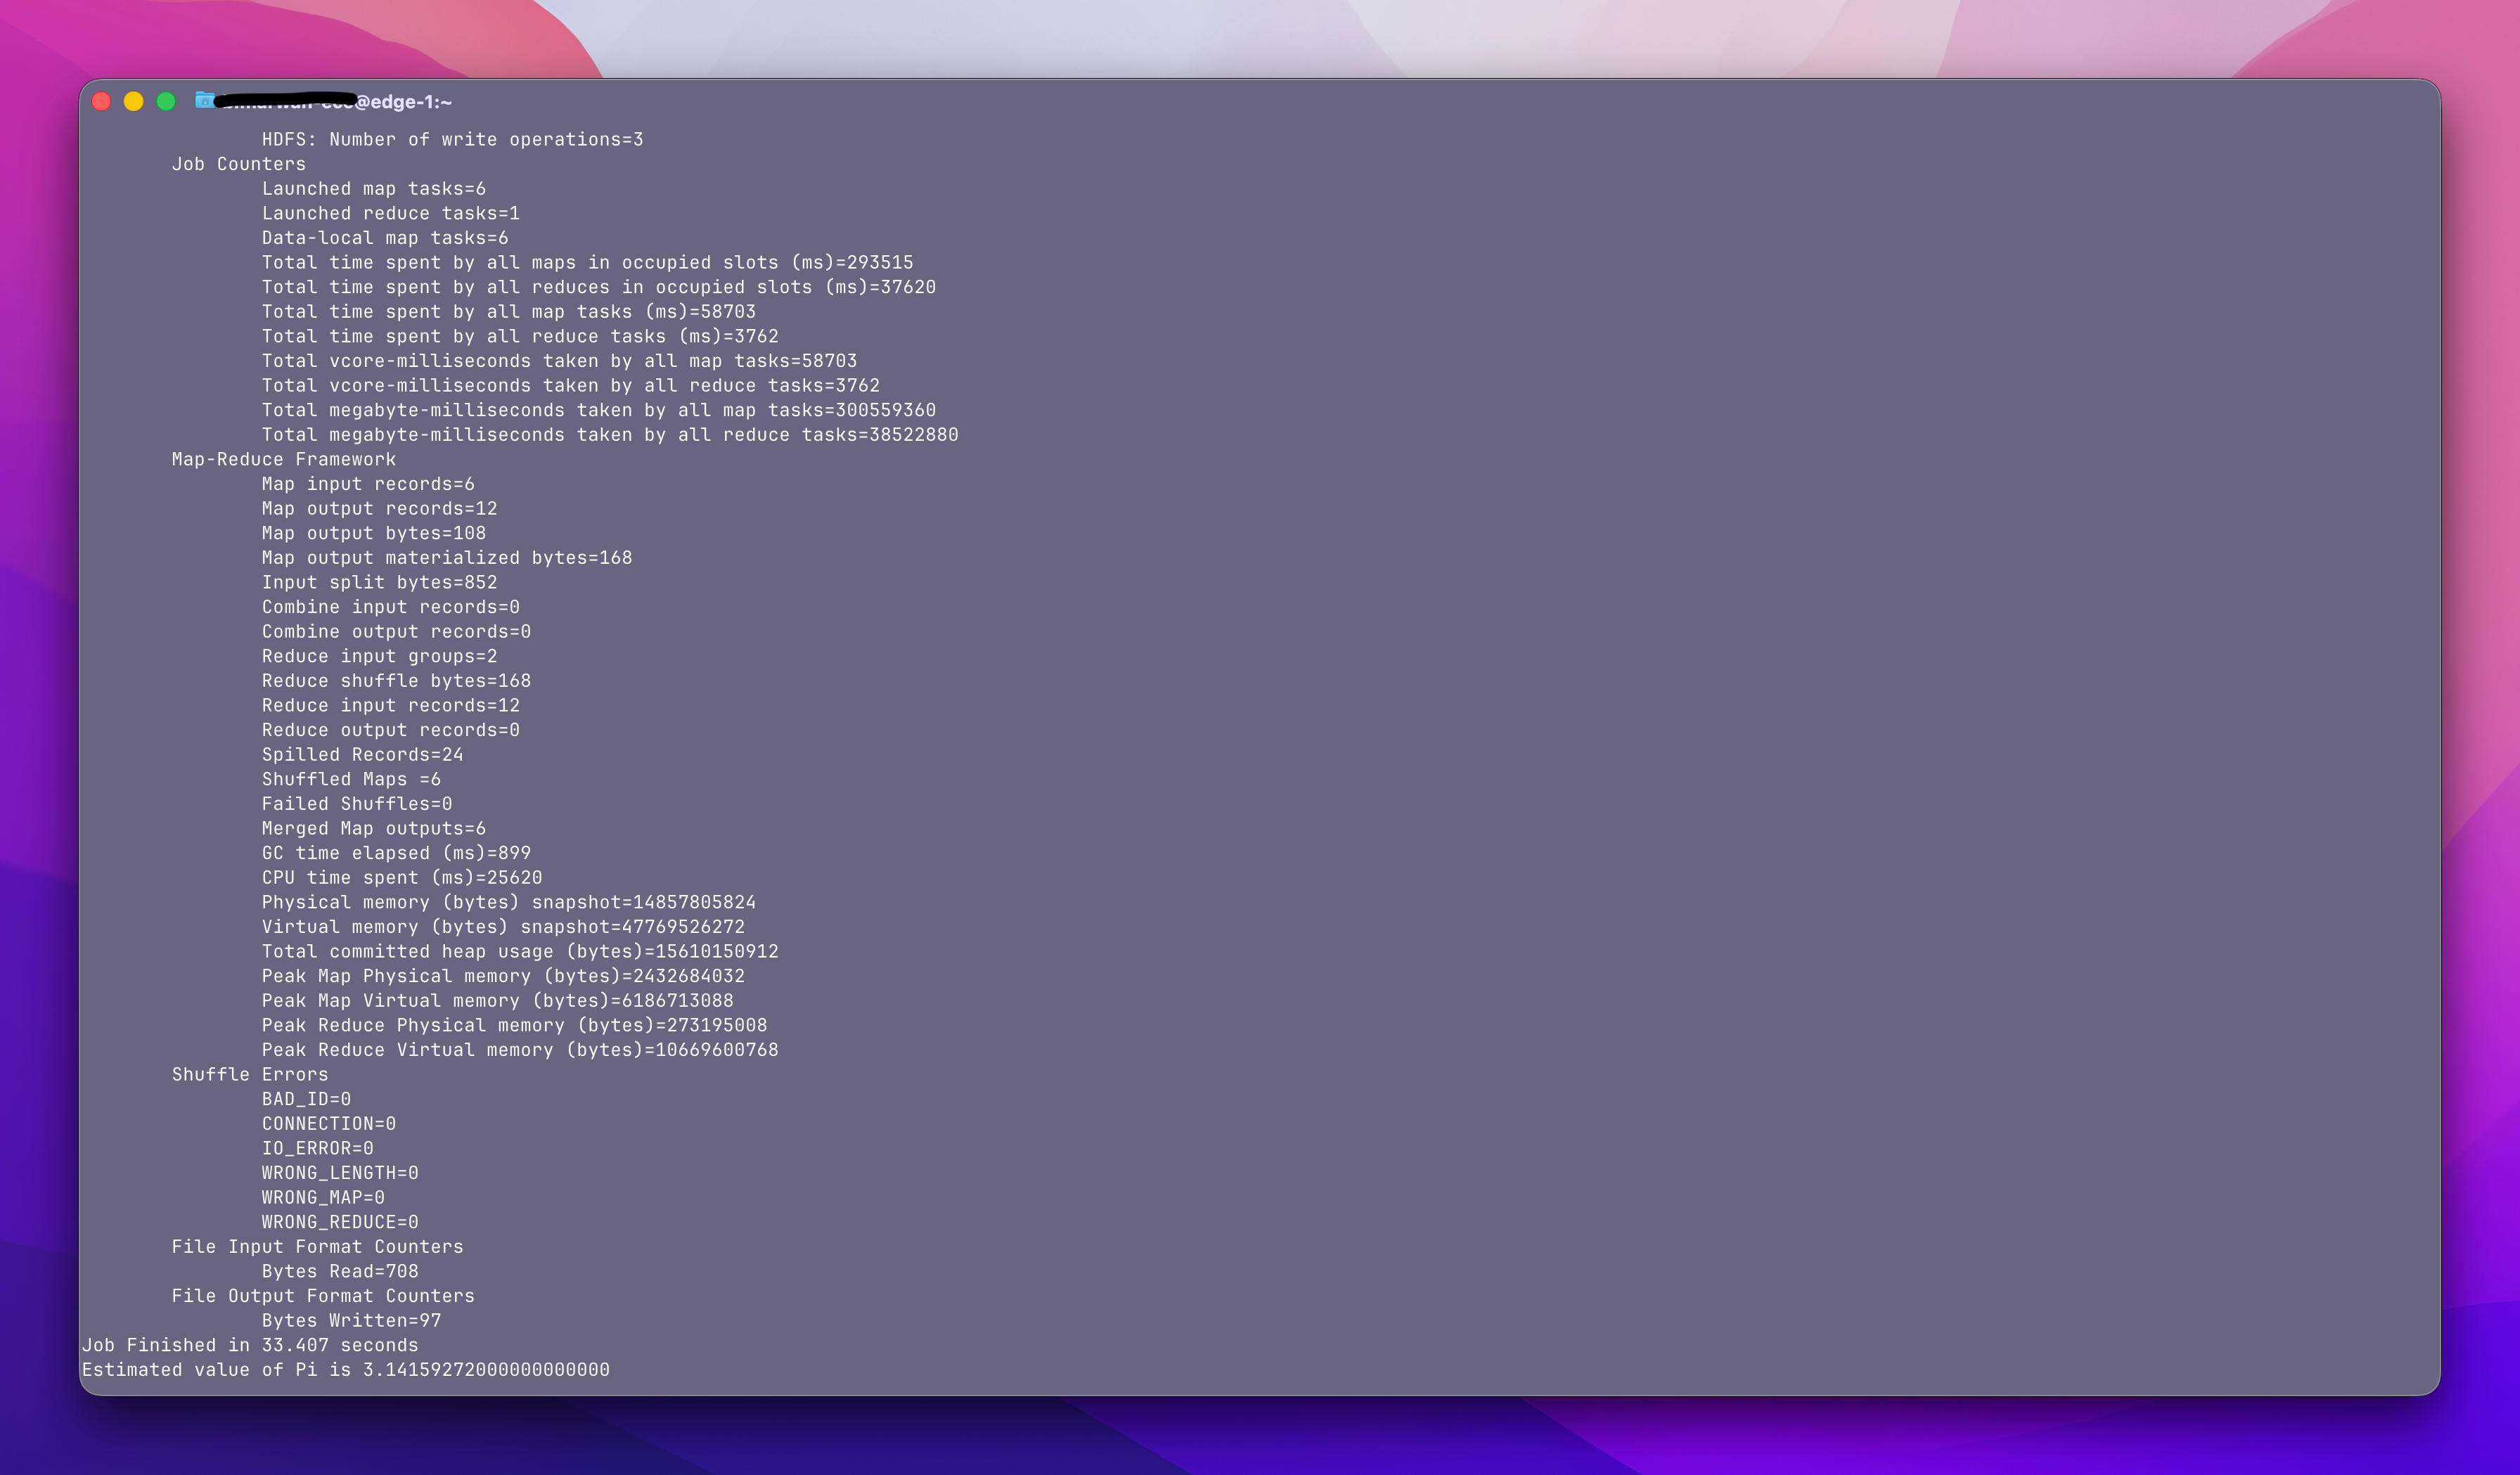 @edge-1:~
HDFS: Number of write operations=3
Job Counters
Launched map tasks=6
Launched reduce tasks=1
Data-local map tasks=6
Total time spent by all maps in occupied slots (ms)=293515
Total time spent by all reduces in occupied slots (ms)=37620
Total time spent by all map tasks (ms)=58703
Total time spent by all reduce tasks (ms)=3762
Total vcore-milliseconds taken by all map tasks=58703
Total vcore-milliseconds taken by all reduce tasks=3762
Total megabyte-milliseconds taken by all map tasks=300559360
Total megabyte-milliseconds taken by all reduce tasks=38522880
Map-Reduce Framework
Map input records=6
Map output records=12
Map output bytes=108
Map output materialized bytes=168
Input split bytes=852
Combine input records=0
Combine output records=0
Reduce input groups=2
Reduce shuffle bytes=168
Reduce input records=12
Reduce output records=0
Spilled Records=24
Shuffled Maps =6
Failed Shuffles=0
Merged Map outputs=6
GC time elapsed (ms)=899
CPU time spent (ms)=25620
Physical memory (bytes) snapshot=14857805824
Virtual memory (bytes) snapshot=47769526272
Total committed heap usage (bytes)=15610150912
Peak Map Physical memory (bytes)=2432684032
Peak Map Virtual memory (bytes)=6186713088
Peak Reduce Physical memory (bytes)=273195008
Peak Reduce Virtual memory (bytes)=10669600768
Shuffle Errors
BAD_ID=0
CONNECTION=0
IO_ERROR=0
WRONG_LENGTH=0
WRONG_MAP=0
WRONG_REDUCE=0
File Input Format Counters
Bytes Read=708
File Output Format Counters
Bytes Written=97
Job Finished in 33.407 seconds
Estimated value of Pi is 3.14159272000000000000